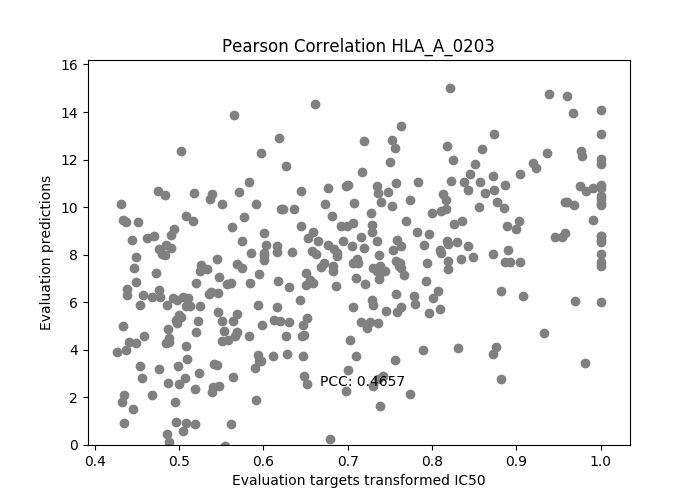 Pearson Correlation HLA_A_0203
16
14
12
10
8
6
4
2
0
Evaluation predictions
PCC: 0.4657
0.4 0.5 0.6 0.7 0.8 0.9 1.0
Evaluation targets transformed IC50